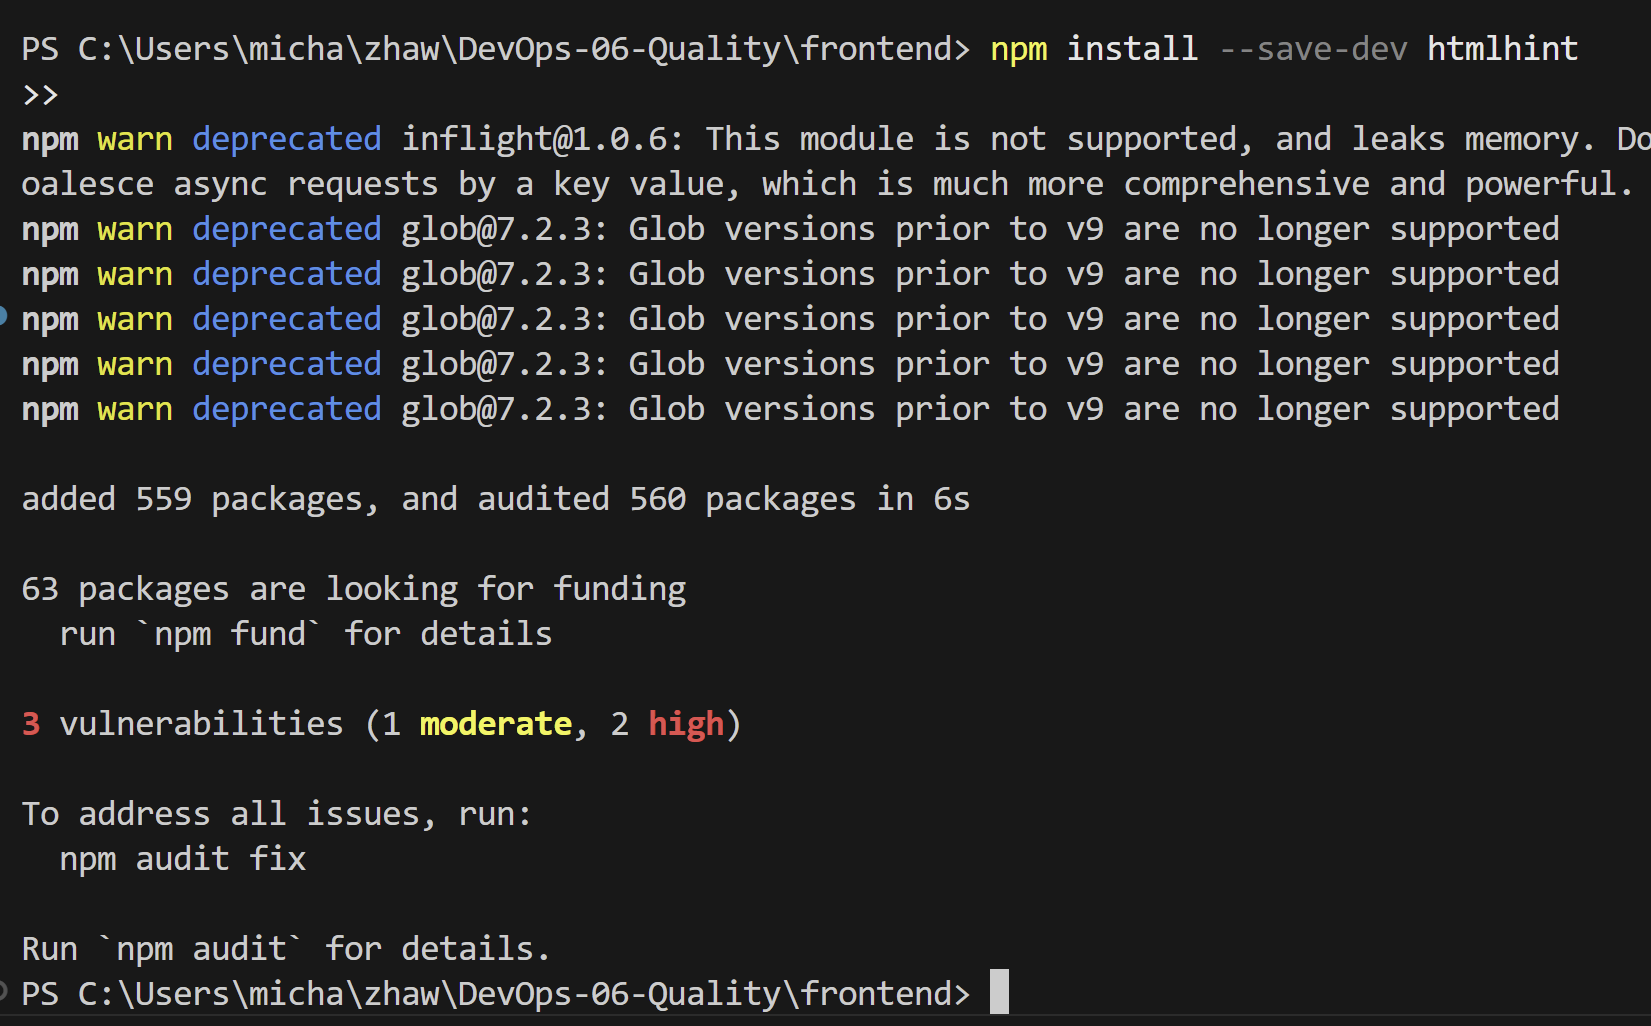 PS C:\Users\micha\zhaw\DevOps-06-Quality\frontend> npm install --save-dev htmlhint
>>
npm warn deprecated inflight@1.0.6: This module is not supported, and leaks memory. Do
oalesce async requests by a key value, which is much more comprehensive and powerful.
npm warn deprecated glob@7.2.3: Glob versions prior to v9 are no longer supported
npm warn deprecated glob@7.2.3: Glob versions prior to v9 are no longer supported
npm warn deprecated glob@7.2.3: Glob versions prior to v9 are no longer supported
npm warn deprecated glob@7.2.3: Glob versions prior to v9 are no longer supported
npm warn deprecated glob@7.2.3: Glob versions prior to v9 are no longer supported
added 559 packages, and audited 560 packages in 6s
63 packages are looking for funding
run `npm fund` for details
3 vulnerabilities (1 moderate, 2 high)
To address all issues, run:
npm audit fix
Run `npm audit` for details.
PS C:\Users\micha\zhaw\DevOps-06-Quality\frontend>